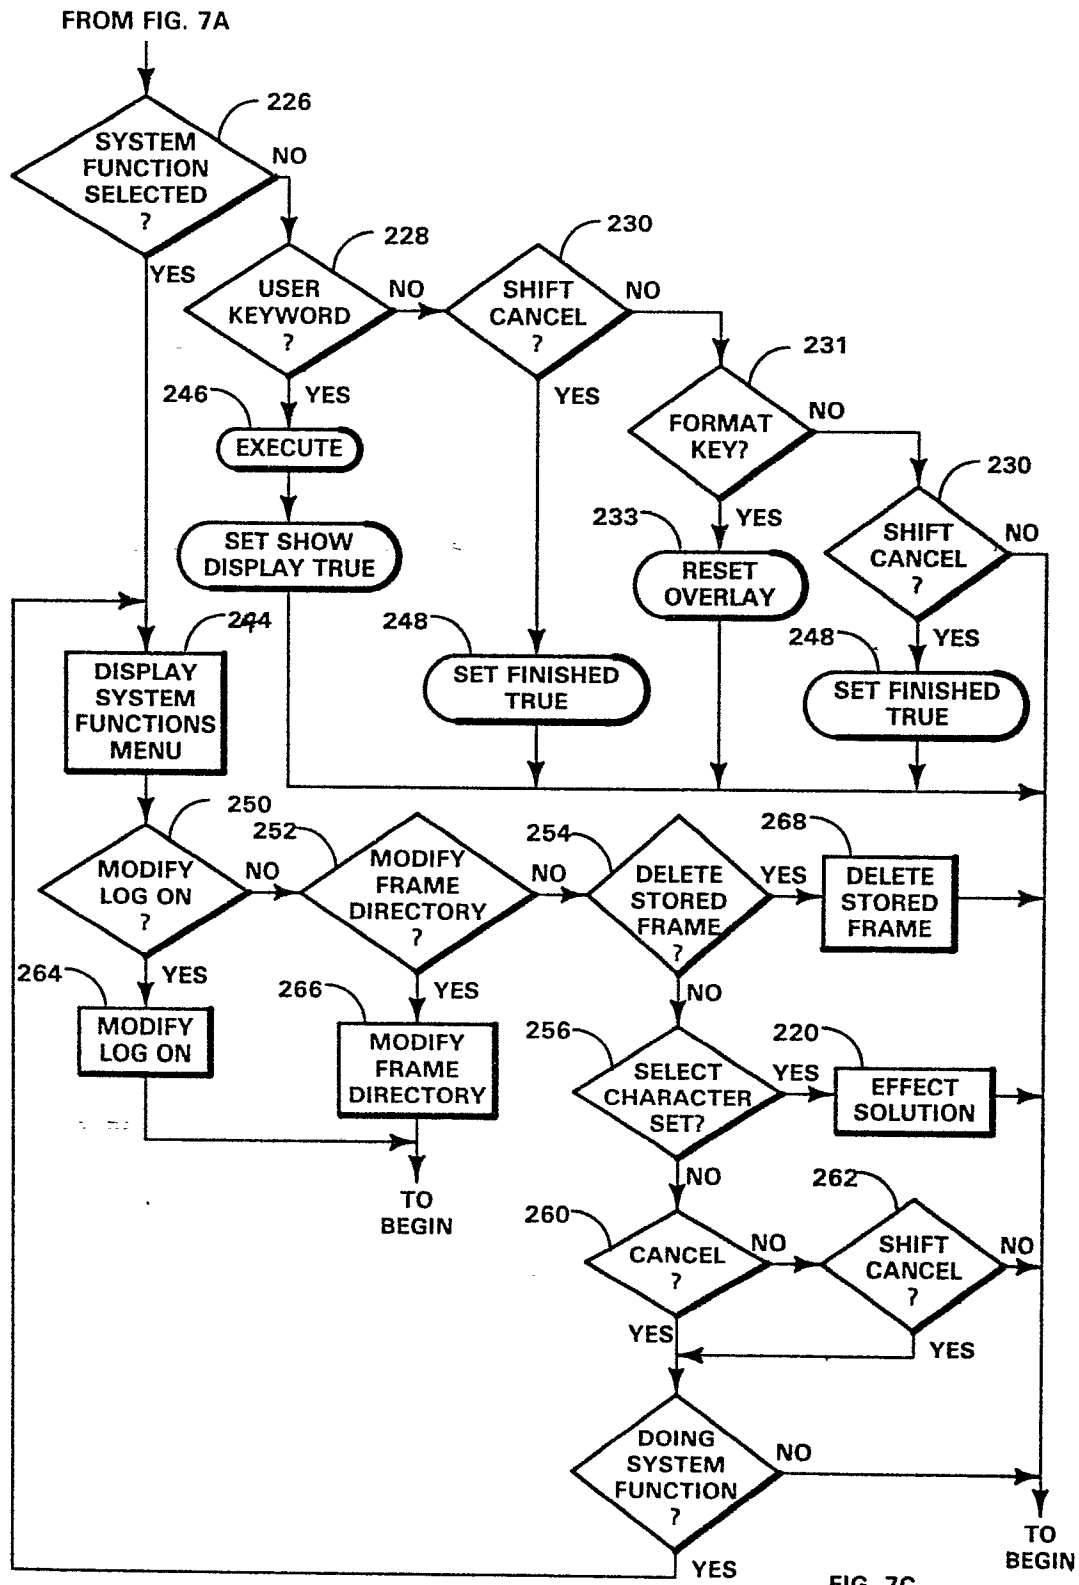 FROM FIG. 7A
226
SYSTEM
FUNCTION
SELECTED
?
NO
YES
228
USER
KEYWORD
?
NO
YES
230
SHIFT
CANCEL
?
NO
YES
231
FORMAT
KEY?
NO
YES
230
SHIFT
CANCEL
?
NO
YES
246
EXECUTE
SET SHOW
DISPLAY TRUE
233
RESET
OVERLAY
248
SET FINISHED
TRUE
248
SET FINISHED
TRUE
244
DISPLAY
SYSTEM
FUNCTIONS
MENU
250
MODIFY
LOG ON
?
NO
YES
252
MODIFY
FRAME
DIRECTORY
?
NO
YES
254
DELETE
STORED
FRAME
?
YES
NO
268
DELETE
STORED
FRAME
264
MODIFY
LOG ON
266
MODIFY
FRAME
DIRECTORY
TO
BEGIN
256
SELECT
CHARACTER
SET?
YES
NO
220
EFFECT
SOLUTION
260
CANCEL
?
NO
YES
262
SHIFT
CANCEL
?
NO
YES
DOING
SYSTEM
FUNCTION
?
NO
YES
TO
BEGIN
FIG. 7C